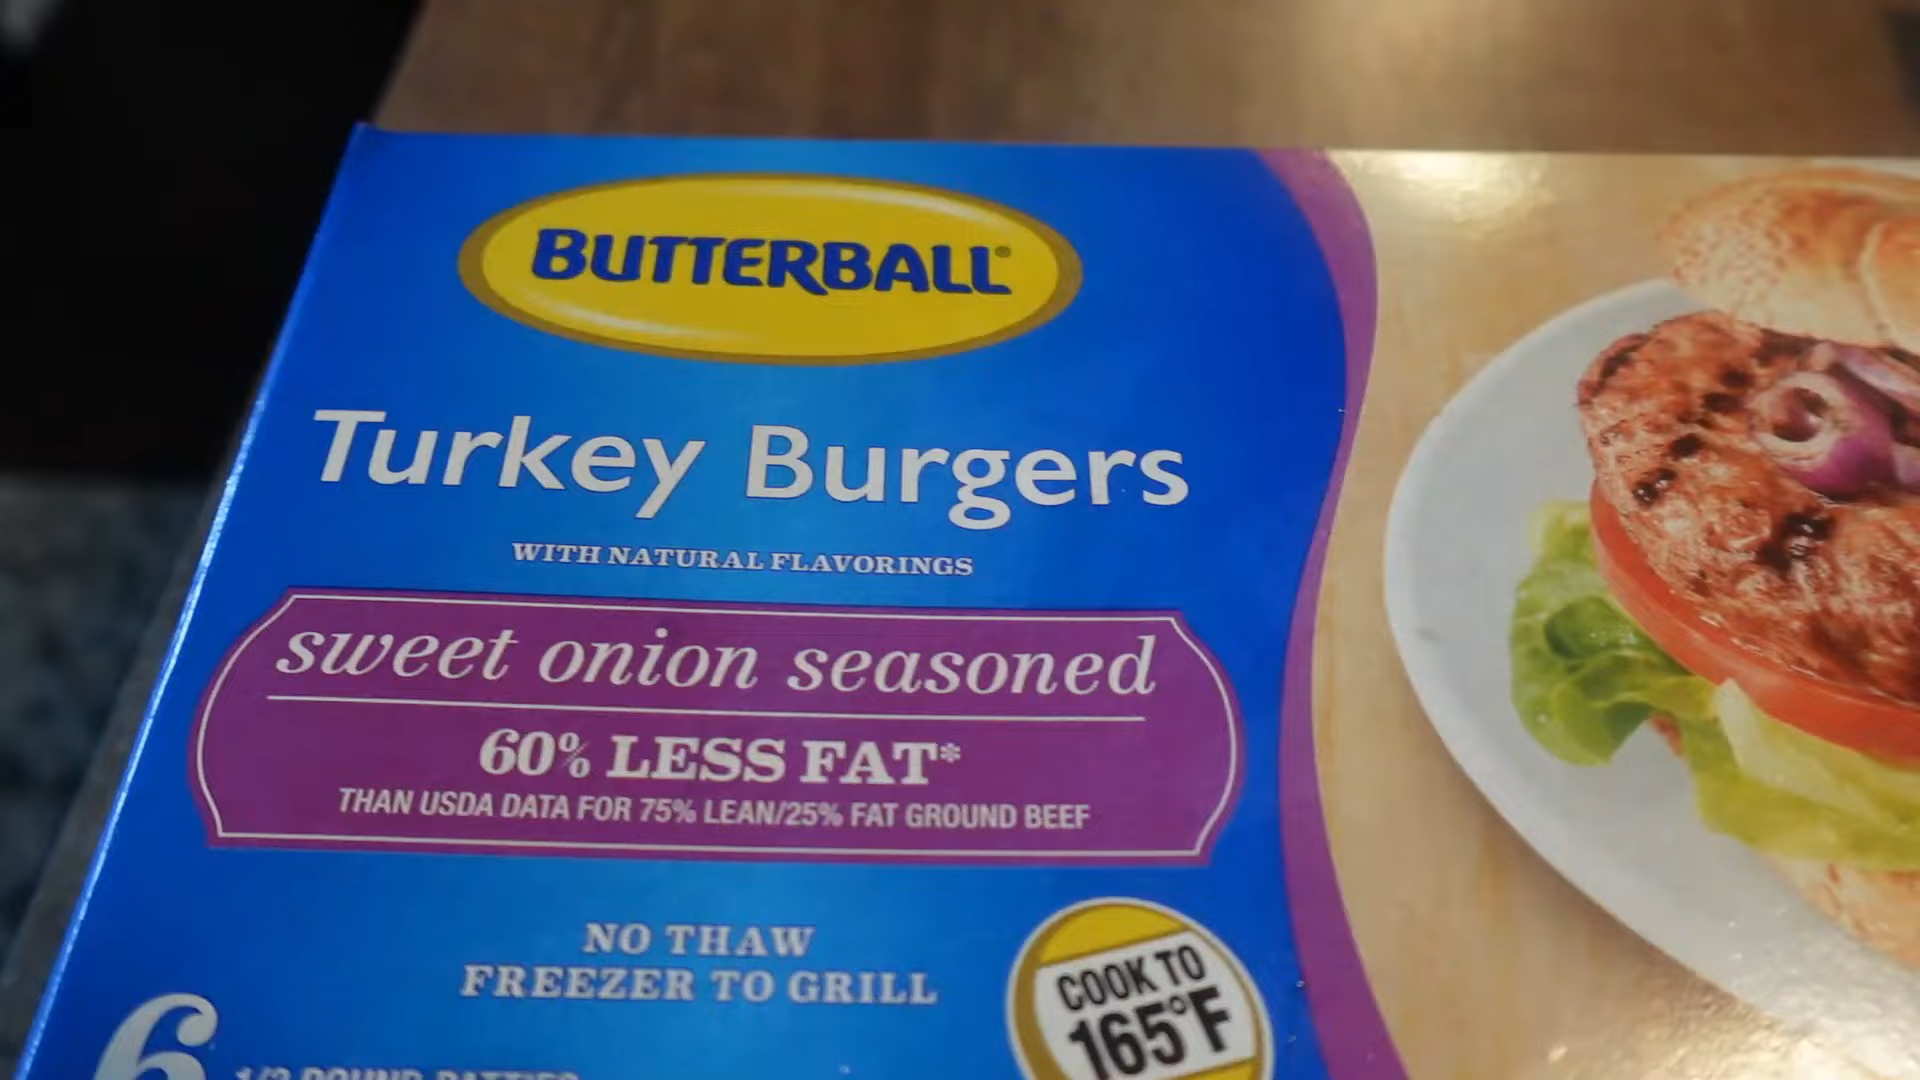 BUTTERBALL®
Turkey Burgers
WITH NATURAL FLAVORINGS
sweet onion seasoned
60% LESS FAT*
THAN USDA DATA FOR 75% LEAN/25% FAT GROUND BEEF
NO THAW
FREEZER TO GRILL
COOK TO
165°F
6